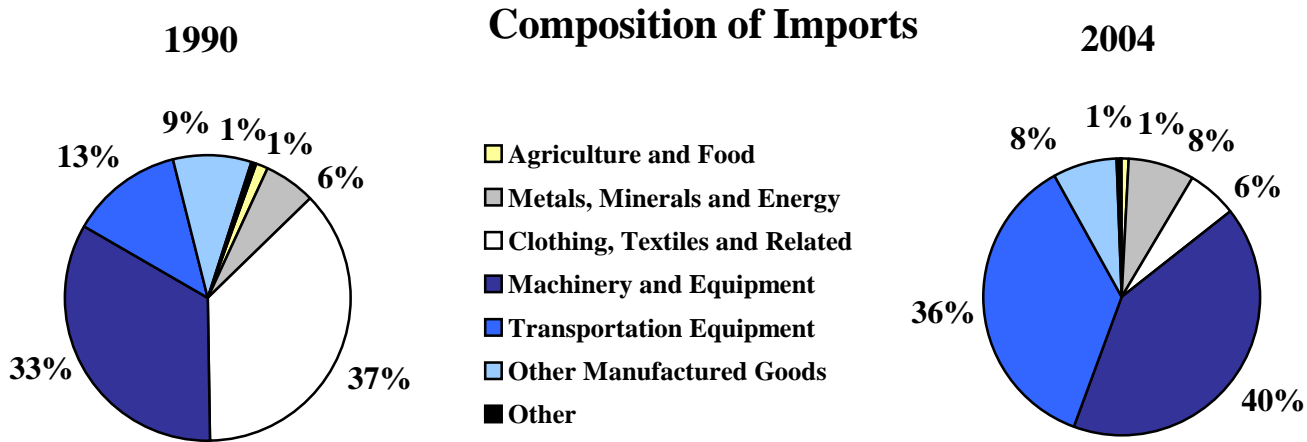 Composition of Imports
1990
9%
1%
1%
6%
13%
33%
37%
Agriculture and Food
Metals, Minerals and Energy
Clothing, Textiles and Related
Machinery and Equipment
Transportation Equipment
Other Manufactured Goods
Other
2004
8%
1%
1%
8%
6%
36%
40%